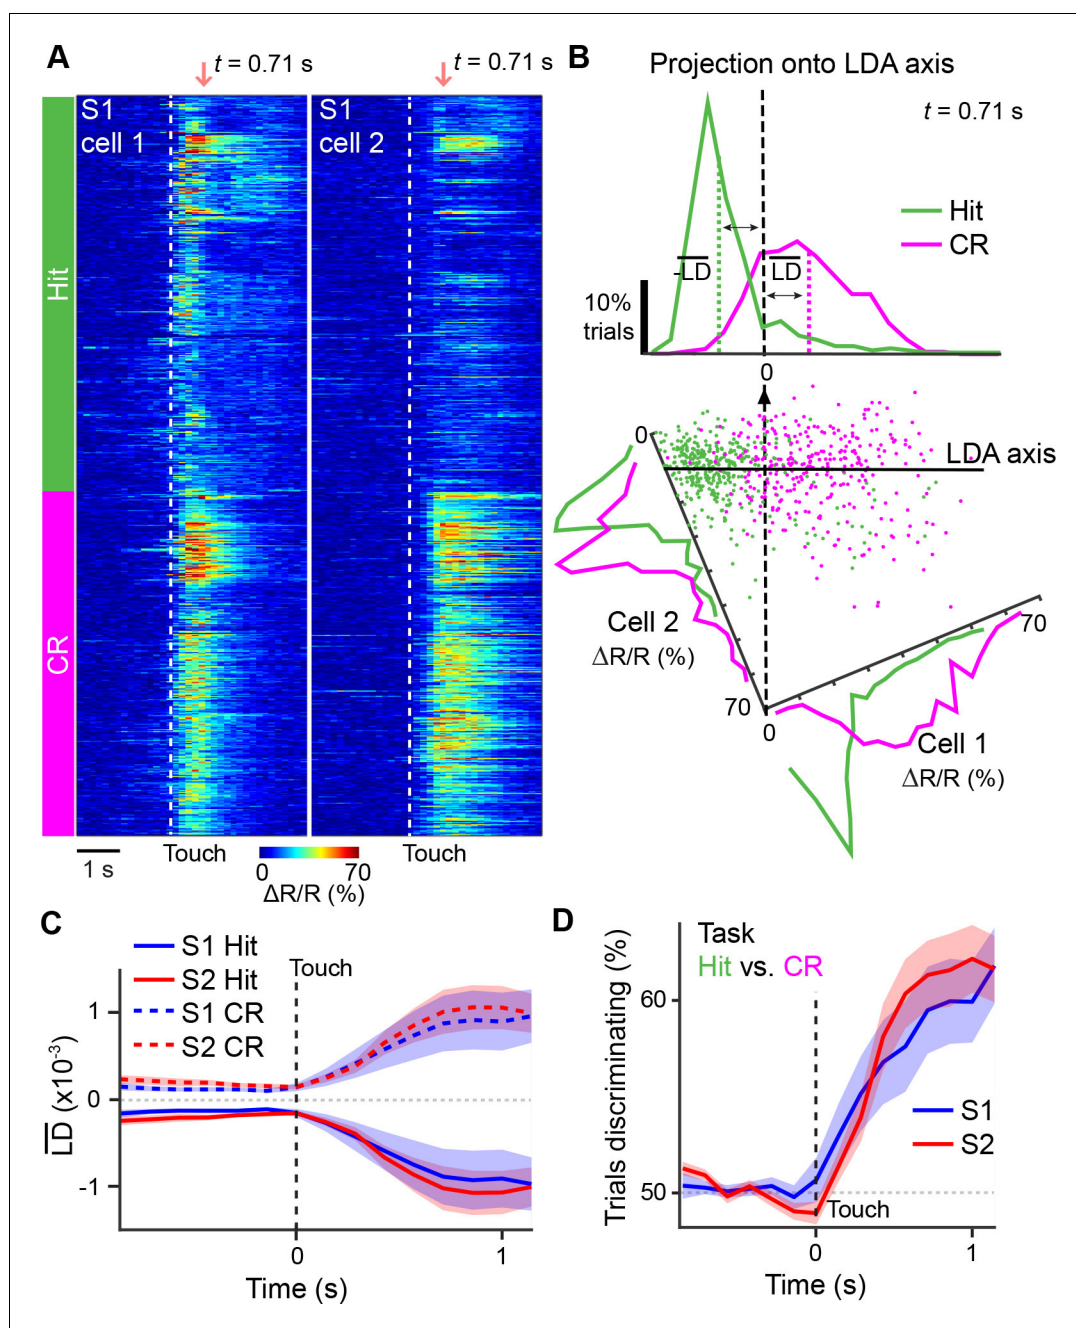 A
t = 0.71 s
t = 0.71 s
S1
cell 1
S1
cell 2
Hit
CR
Touch
Touch
1 s
0
70
ΔR/R (%)
B
Projection onto LDA axis
t = 0.71 s
Hit
CR
-LD
LD
10%
trials
0
0
LDA axis
Cell 2
ΔR/R (%)
70
0
70
Cell 1
ΔR/R (%)
C
S1 Hit
S2 Hit
S1 CR
S2 CR
Touch
1
0
-1
LD (x10⁻³)
0
1
Time (s)
D
Task
Hit vs. CR
60
50
Trials discriminating (%)
S1
S2
Touch
0
1
Time (s)